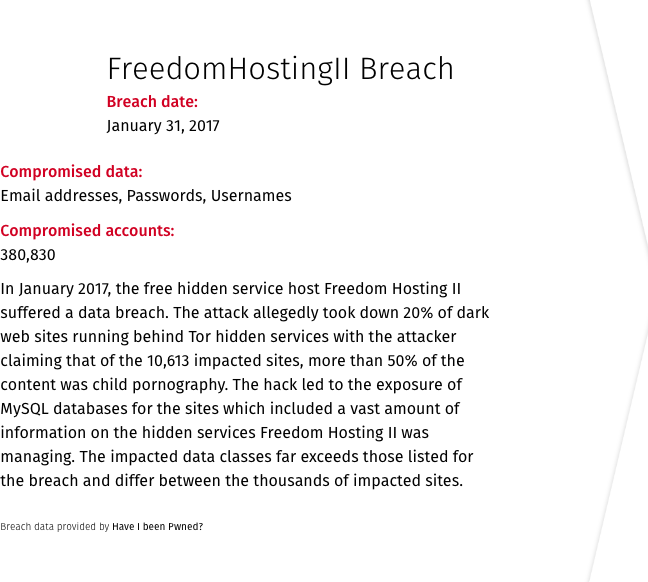 FreedomHostingII Breach
Breach date:
January 31, 2017
Compromised data:
Email addresses, Passwords, Usernames
Compromised accounts:
380,830
In January 2017, the free hidden service host Freedom Hosting II
suffered a data breach. The attack allegedly took down 20% of dark
web sites running behind Tor hidden services with the attacker
claiming that of the 10,613 impacted sites, more than 50% of the
content was child pornography. The hack led to the exposure of
MySQL databases for the sites which included a vast amount of
information on the hidden services Freedom Hosting II was
managing. The impacted data classes far exceeds those listed for
the breach and differ between the thousands of impacted sites.
Breach data provided by Have I been Pwned?